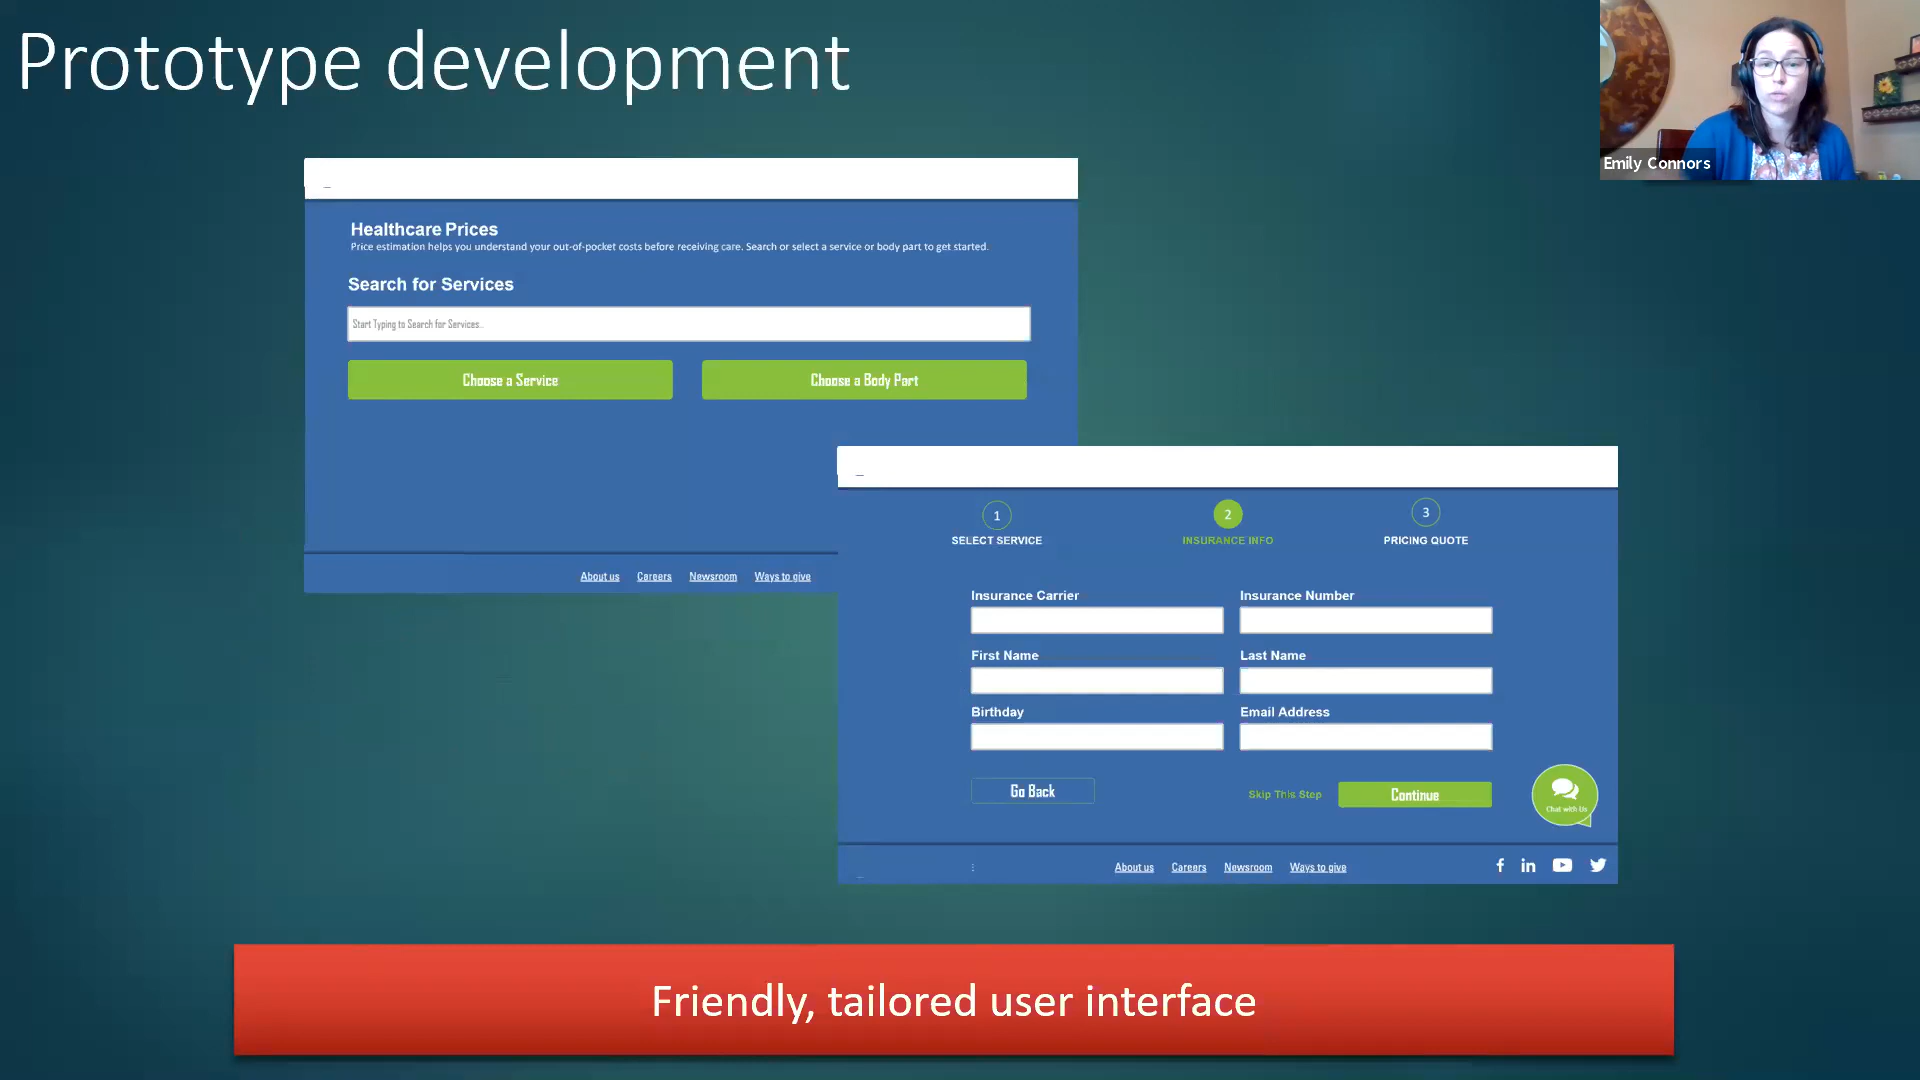 Prototype development
Emily Connors
Healthcare Prices
Price estimation helps you understand your out-of-pocket costs before receiving care. Search or select a service or body part to get started.
Search for Services
Start Typing to Search for Services..
Choose a Service
Choose a Body Part
About us Careers Newsroom Ways to give
1 2 3
SELECT SERVICE INSURANCE INFO PRICING QUOTE
Insurance Carrier Insurance Number
First Name Last Name
Birthday Email Address
Go Back Skip This Step Continue
Chat with Us
About us Careers Newsroom Ways to give
Friendly, tailored user interface